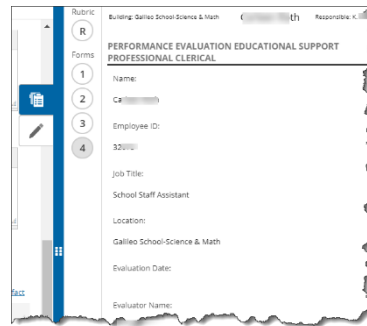 Rubric
Building: Galileo School-Science & Math th Responsible: K.
R
PERFORMANCE EVALUATION EDUCATIONAL SUPPORT
PROFESSIONAL CLERICAL
Forms
1
Name:
2
Ca
3
Employee ID:
4
32
Job Title:
School Staff Assistant
Location:
Galileo School-Science & Math
Evaluation Date:
fact
Evaluator Name: